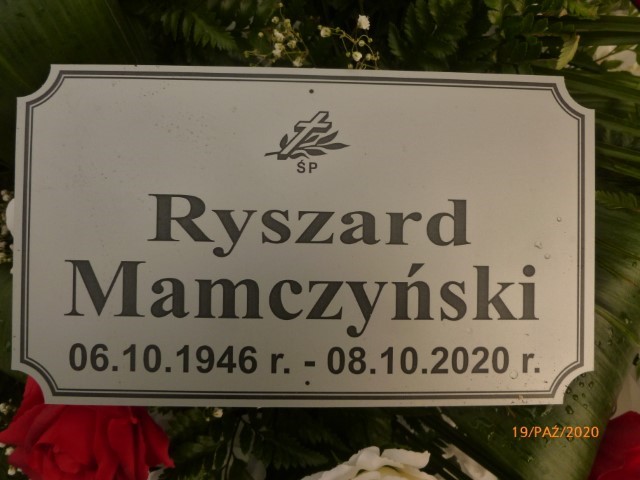 ŚP
Ryszard
Mamczyński
06.10.1946 r. - 08.10.2020 r.
19/PAŹ/2020